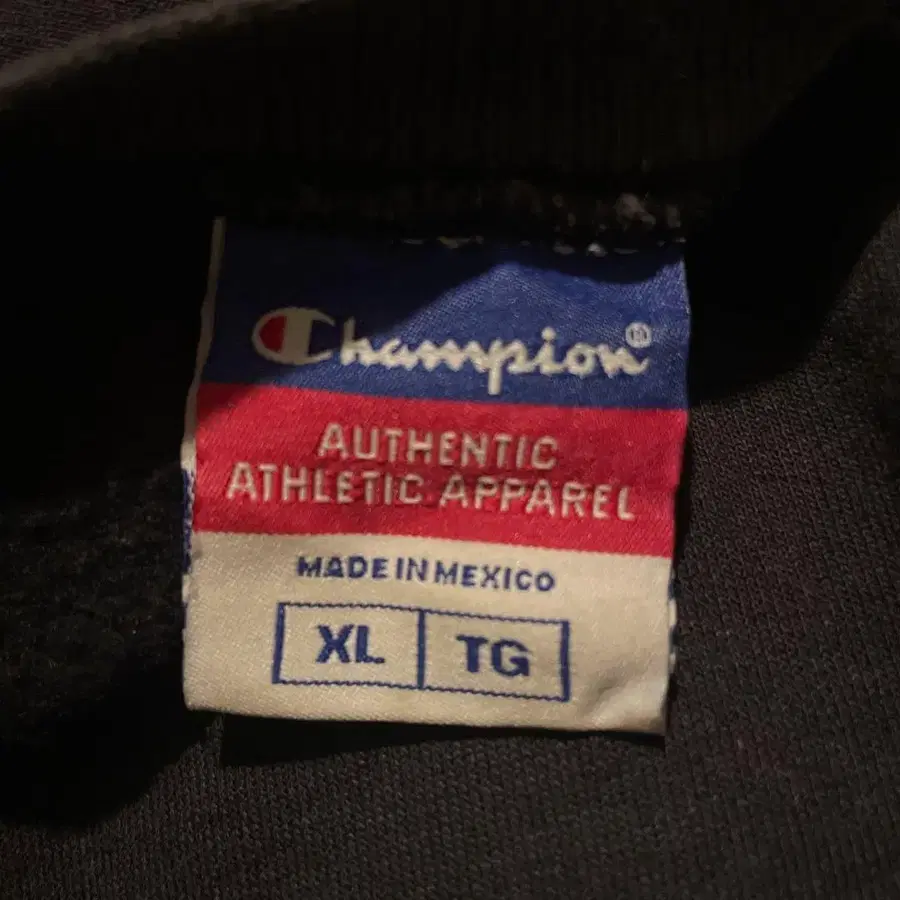 Champion®
AUTHENTIC
ATHLETIC APPAREL
MADE IN MEXICO
XL TG